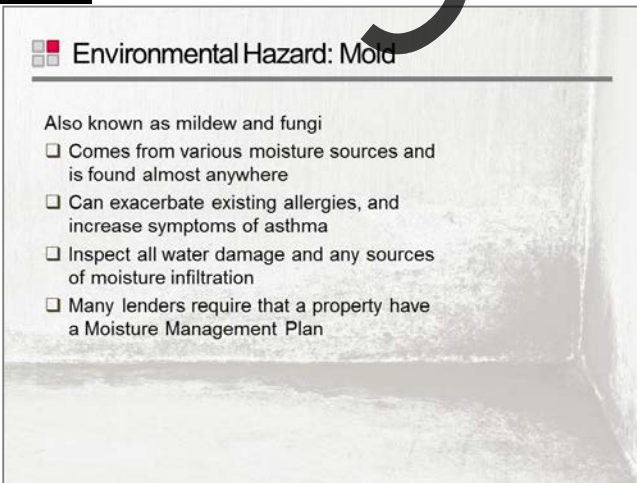 Environmental Hazard: Mold
Also known as mildew and fungi
❑ Comes from various moisture sources and
is found almost anywhere
❑ Can exacerbate existing allergies, and
increase symptoms of asthma
❑ Inspect all water damage and any sources
of moisture infiltration
❑ Many lenders require that a property have
a Moisture Management Plan